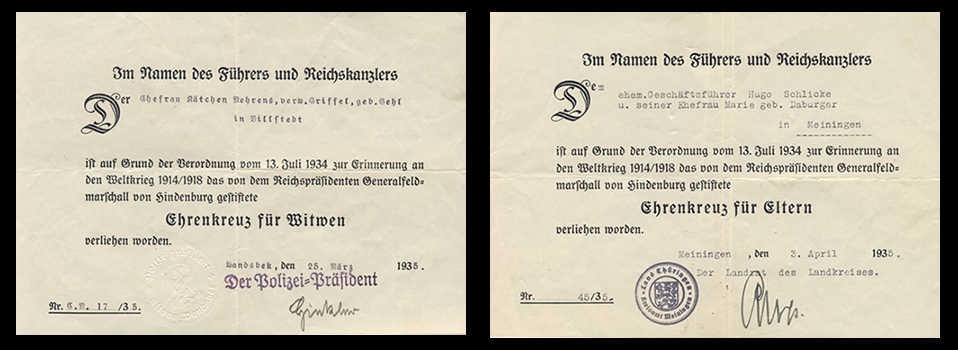 Im Namen des Führers und Reichskanzlers
Der Ehefrau Kätchen Mehrens, verw. Griffel, geb. Gehl
in Billstedt
ist auf Grund der Verordnung vom 13. Juli 1934 zur Erinnerung an
den Weltkrieg 1914/1918 das von dem Reichspräsidenten Generalfeld-
marschall von Hindenburg gestiftete
Ehrenkreuz für Witwen
verliehen worden.
Wandsbek, den 25. März 1935.
Der Polizei-Präsident
Nr. 17 /35.
Im Namen des Führers und Reichskanzlers
Dem ehem.Geschäftsführer Hugo Schlicke
u. seiner Ehefrau Marie geb. Daburger
in Meiningen
ist auf Grund der Verordnung vom 13. Juli 1934 zur Erinnerung an
den Weltkrieg 1914/1918 das von dem Reichspräsidenten Generalfeld-
marschall von Hindenburg gestiftete
Ehrenkreuz für Eltern
verliehen worden.
Meiningen , den 3. April 1935.
Der Landrat des Landkreises.
Land Thüringen
Kreisamt Meiningen
Nr. 45/35.